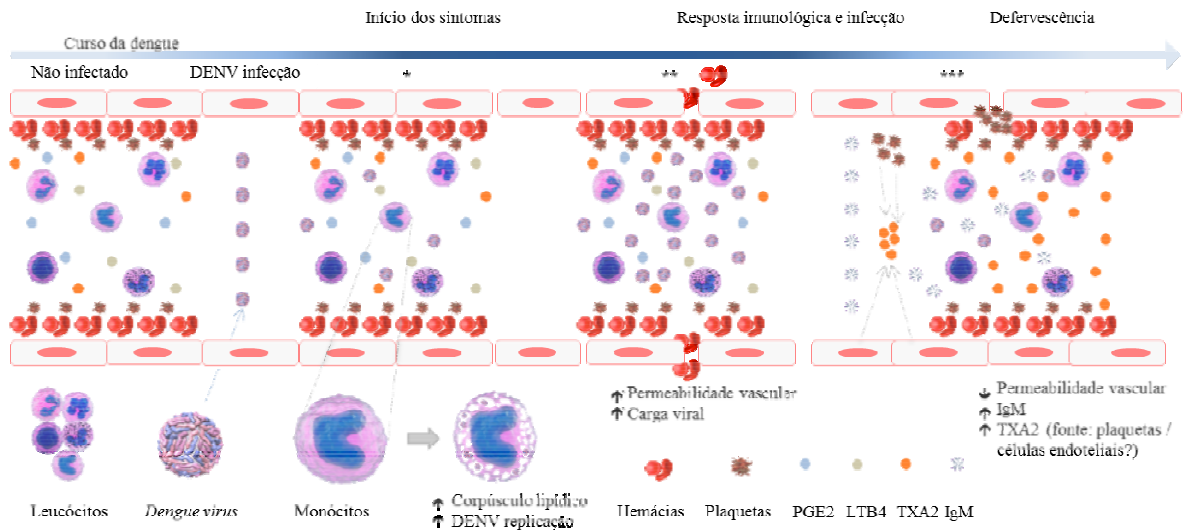 Início dos sintomas
Resposta imunológica e infecção
Defervescência
Curso da dengue
Não infectado
DENV infecção
*
**
***
↑ Permeabilidade vascular
↑ Carga viral
↓ Permeabilidade vascular
↑ IgM
↑ TXA2 (fonte: plaquetas /
células endoteliais?)
Leucócitos
Dengue virus
Monócitos
↑ Corpúsculo lipídico
↑ DENV replicação
Hemácias
Plaquetas
PGE2
LTB4
TXA2
IgM